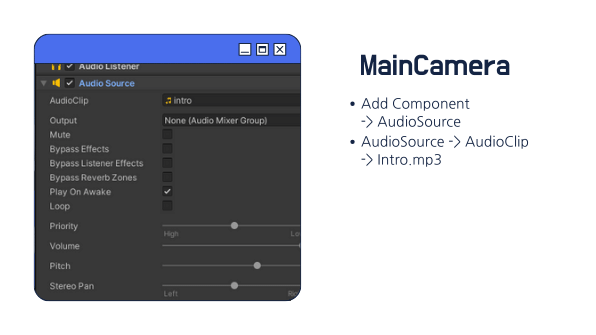 Audio Listener
Audio Source
AudioClip
intro
Output
None (Audio Mixer Group)
Mute
Bypass Effects
Bypass Listener Effects
Bypass Reverb Zones
Play On Awake
Loop
Priority
High
Lo
Volume
Pitch
Stereo Pan
Left
Ri
MainCamera
• Add Component
-> AudioSource
• AudioSource -> AudioClip
-> Intro.mp3